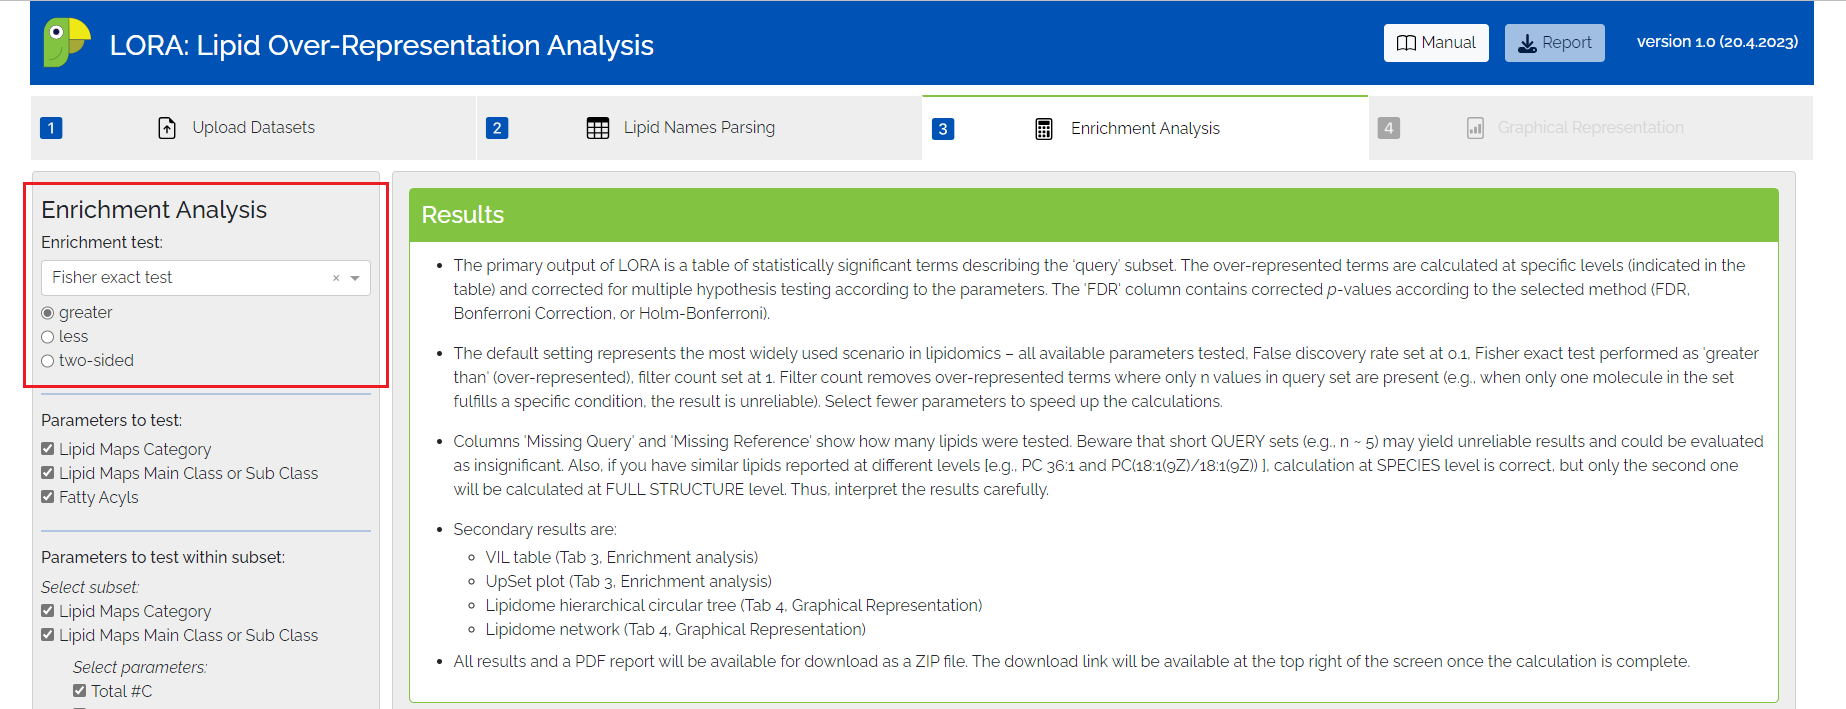 LORA: Lipid Over-Representation Analysis
Manual
Report
version 1.0 (20.4.2023)
1 Upload Datasets
2 Lipid Names Parsing
3 Enrichment Analysis
4 Graphical Representation
Enrichment Analysis
Enrichment test:
Fisher exact test ×
greater
less
two-sided
Parameters to test:
Lipid Maps Category
Lipid Maps Main Class or Sub Class
Fatty Acyls
Parameters to test within subset:
Select subset:
Lipid Maps Category
Lipid Maps Main Class or Sub Class
Select parameters:
Total #C
Results
• The primary output of LORA is a table of statistically significant terms describing the 'query' subset. The over-represented terms are calculated at specific levels (indicated in the
table) and corrected for multiple hypothesis testing according to the parameters. The 'FDR' column contains corrected p-values according to the selected method (FDR,
Bonferroni Correction, or Holm-Bonferroni).
• The default setting represents the most widely used scenario in lipidomics – all available parameters tested, False discovery rate set at 0.1, Fisher exact test performed as 'greater
than' (over-represented), filter count set at 1. Filter count removes over-represented terms where only n values in query set are present (e.g., when only one molecule in the set
fulfills a specific condition, the result is unreliable). Select fewer parameters to speed up the calculations.
• Columns 'Missing Query' and 'Missing Reference' show how many lipids were tested. Beware that short QUERY sets (e.g., n ~ 5) may yield unreliable results and could be evaluated
as insignificant. Also, if you have similar lipids reported at different levels [e.g., PC 36:1 and PC(18:1(9Z)/18:1(9Z)) ], calculation at SPECIES level is correct, but only the second one
will be calculated at FULL STRUCTURE level. Thus, interpret the results carefully.
• Secondary results are:
◦ VIL table (Tab 3, Enrichment analysis)
◦ UpSet plot (Tab 3, Enrichment analysis)
◦ Lipidome hierarchical circular tree (Tab 4, Graphical Representation)
◦ Lipidome network (Tab 4, Graphical Representation)
• All results and a PDF report will be available for download as a ZIP file. The download link will be available at the top right of the screen once the calculation is complete.